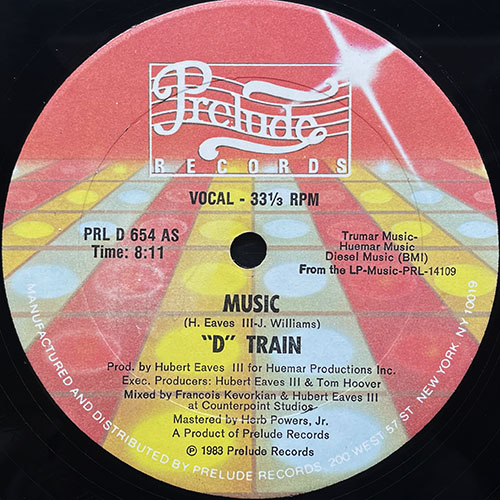 Prelude
RECORDS
VOCAL - 33⅓ RPM
PRL D 654 AS
Time: 8:11
Trumar Music-
Huemar Music
Diesel Music (BMI)
From the LP-Music-PRL-14109
MUSIC
(H. Eaves III-J. Williams)
"D" TRAIN
Prod. by Hubert Eaves III for Huemar Productions Inc.
Exec. Producers: Hubert Eaves III & Tom Hoover
Mixed by Francois Kevorkian & Hubert Eaves III
at Counterpoint Studios
Mastered by Herb Powers, Jr.
A Product of Prelude Records
℗ 1983 Prelude Records
MANUFACTURED AND DISTRIBUTED BY PRELUDE RECORDS, 200 WEST 57 ST NEW YORK, NY 10019